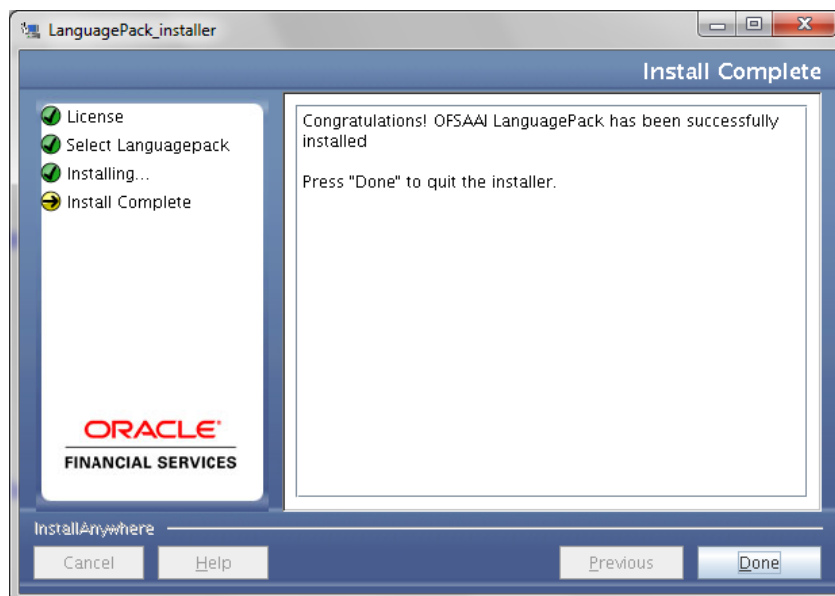 LanguagePack_installer
Install Complete
License
Select Languagepack
Installing...
Install Complete
Congratulations! OFSAAI LanguagePack has been successfully
installed
Press "Done" to quit the installer.
ORACLE
FINANCIAL SERVICES
InstallAnywhere
Cancel
Help
Previous
Done